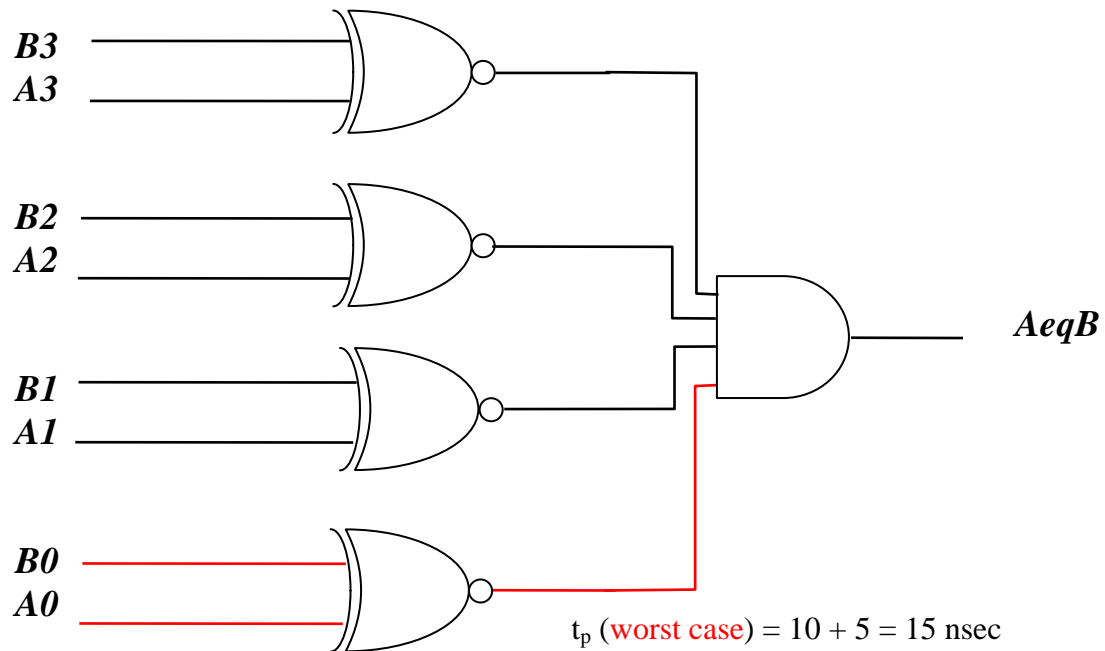 B3
A3
B2
A2
AeqB
B1
A1
B0
A0
tp (worst case) = 10 + 5 = 15 nsec